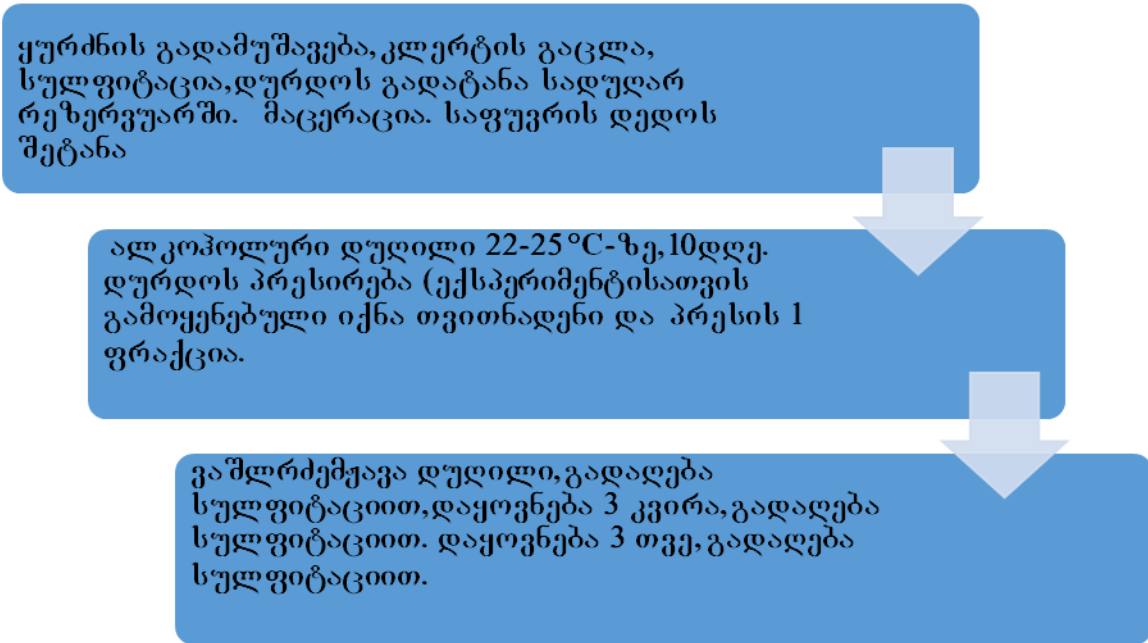 ყურძნის გადამუშავება,კლერტის გაცლა,
სულფიტაცია,დურდოს გადატანა სადუღარ
რეზერვუარში. მაცერაცია. საფუვრის დედოს
შეტანა
ალკოჰოლური დუღილი 22-25°C-ზე,10დღე.
დურდოს პრესირება (ექსპერიმენტისათვის
გამოყენებული იქნა თვითნადენი და პრესის 1
ფრაქცია.
ვაშლრძემჟავა დუღილი,გადაღება
სულფიტაციით,დაყოვნება 3 კვირა,გადაღება
სულფიტაციით. დაყოვნება 3 თვე,გადაღება
სულფიტაციით.